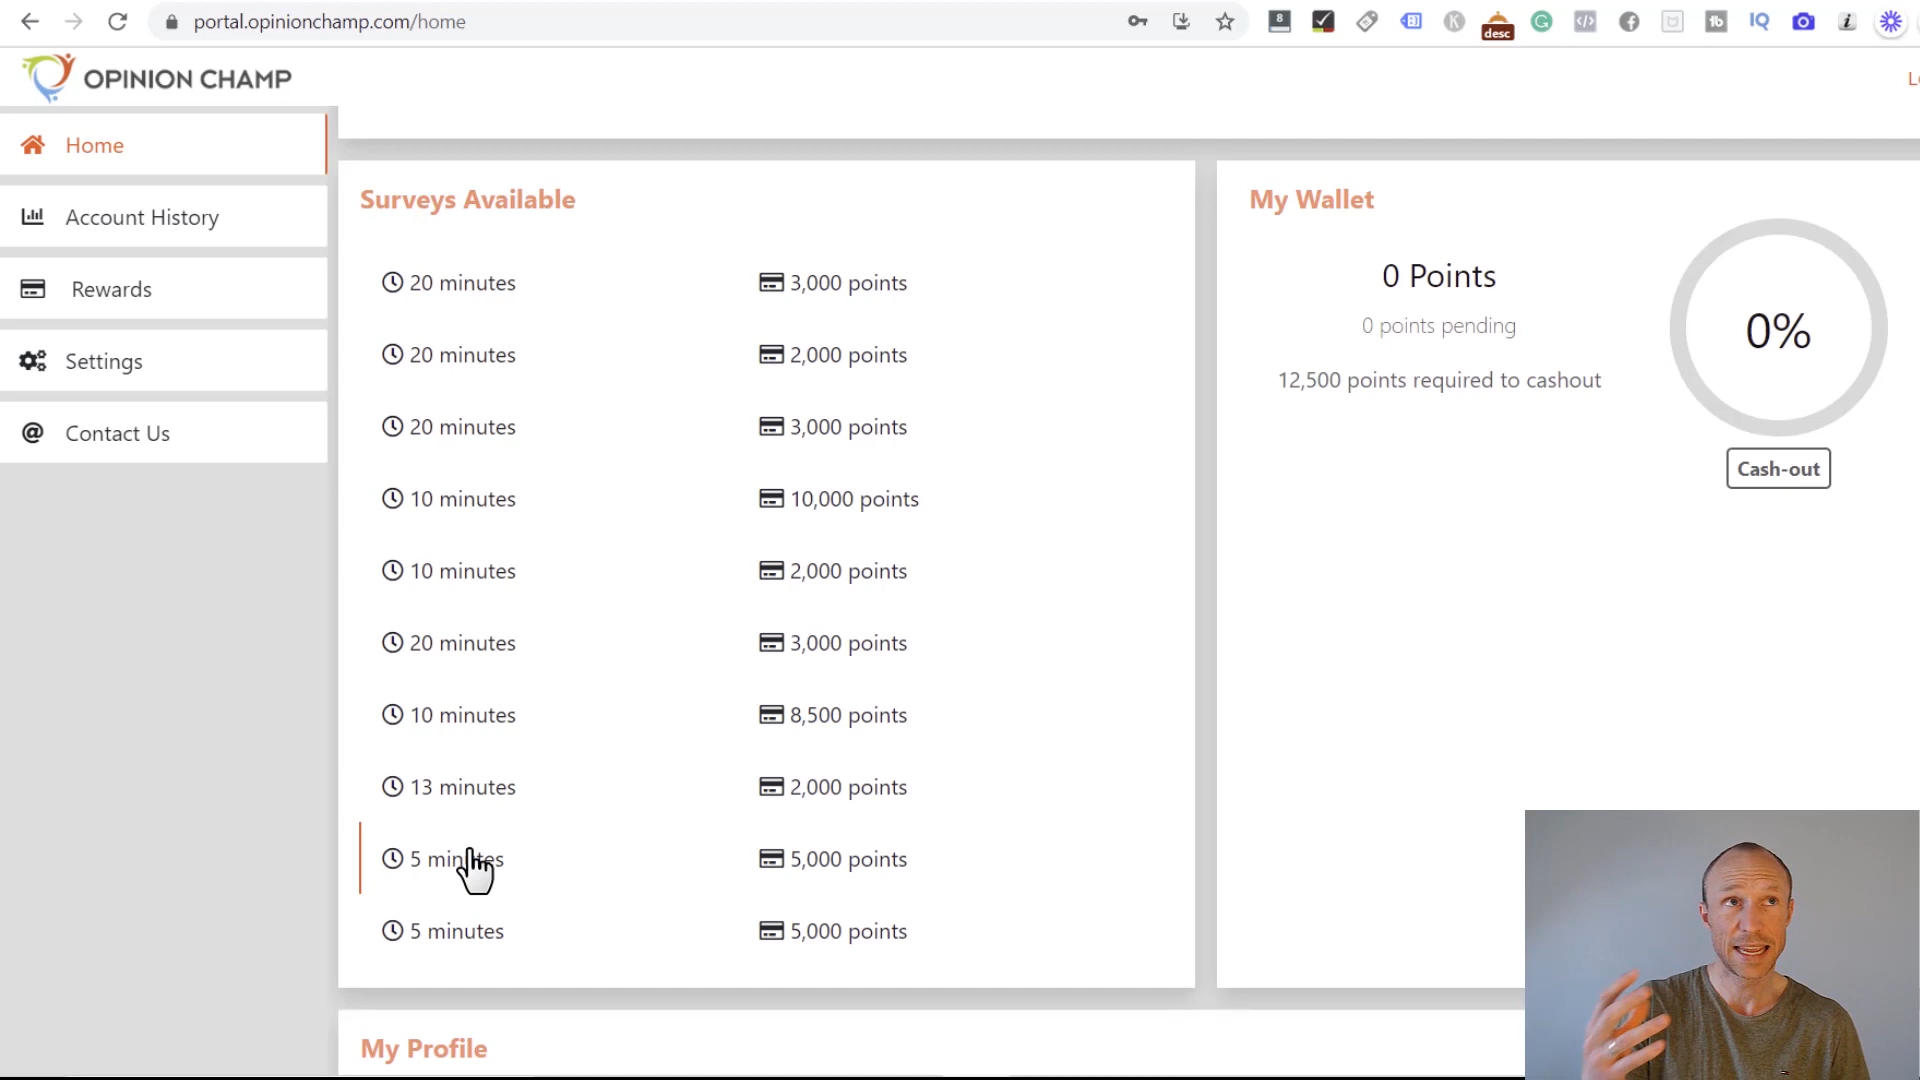 portal.opinionchamp.com/home
8
desc
OPINION CHAMP
Home
Account History
Rewards
Settings
Contact Us
Surveys Available
20 minutes 3,000 points
20 minutes 2,000 points
20 minutes 3,000 points
10 minutes 10,000 points
10 minutes 2,000 points
20 minutes 3,000 points
10 minutes 8,500 points
13 minutes 2,000 points
5 minutes 5,000 points
5 minutes 5,000 points
My Wallet
0 Points
0 points pending
12,500 points required to cashout
0%
Cash-out
My Profile